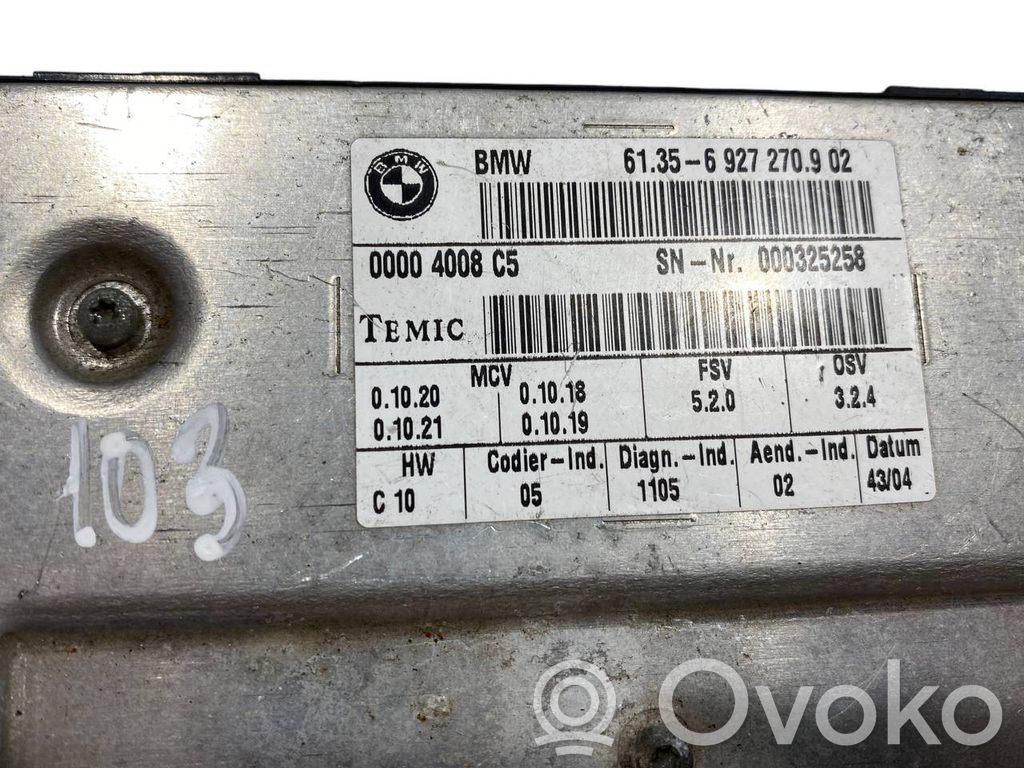 BMW
BMW 61.35-6 927 270.9 02
0000 4008 C5 SN-Nr. 000325258
TEMIC
MCV FSV OSV
0.10.20 0.10.18 5.2.0 3.2.4
0.10.21 0.10.19
HW Codier-Ind. Diagn.-Ind. Aend.-Ind. Datum
C 10 05 1105 02 43/04
103
Ovoko